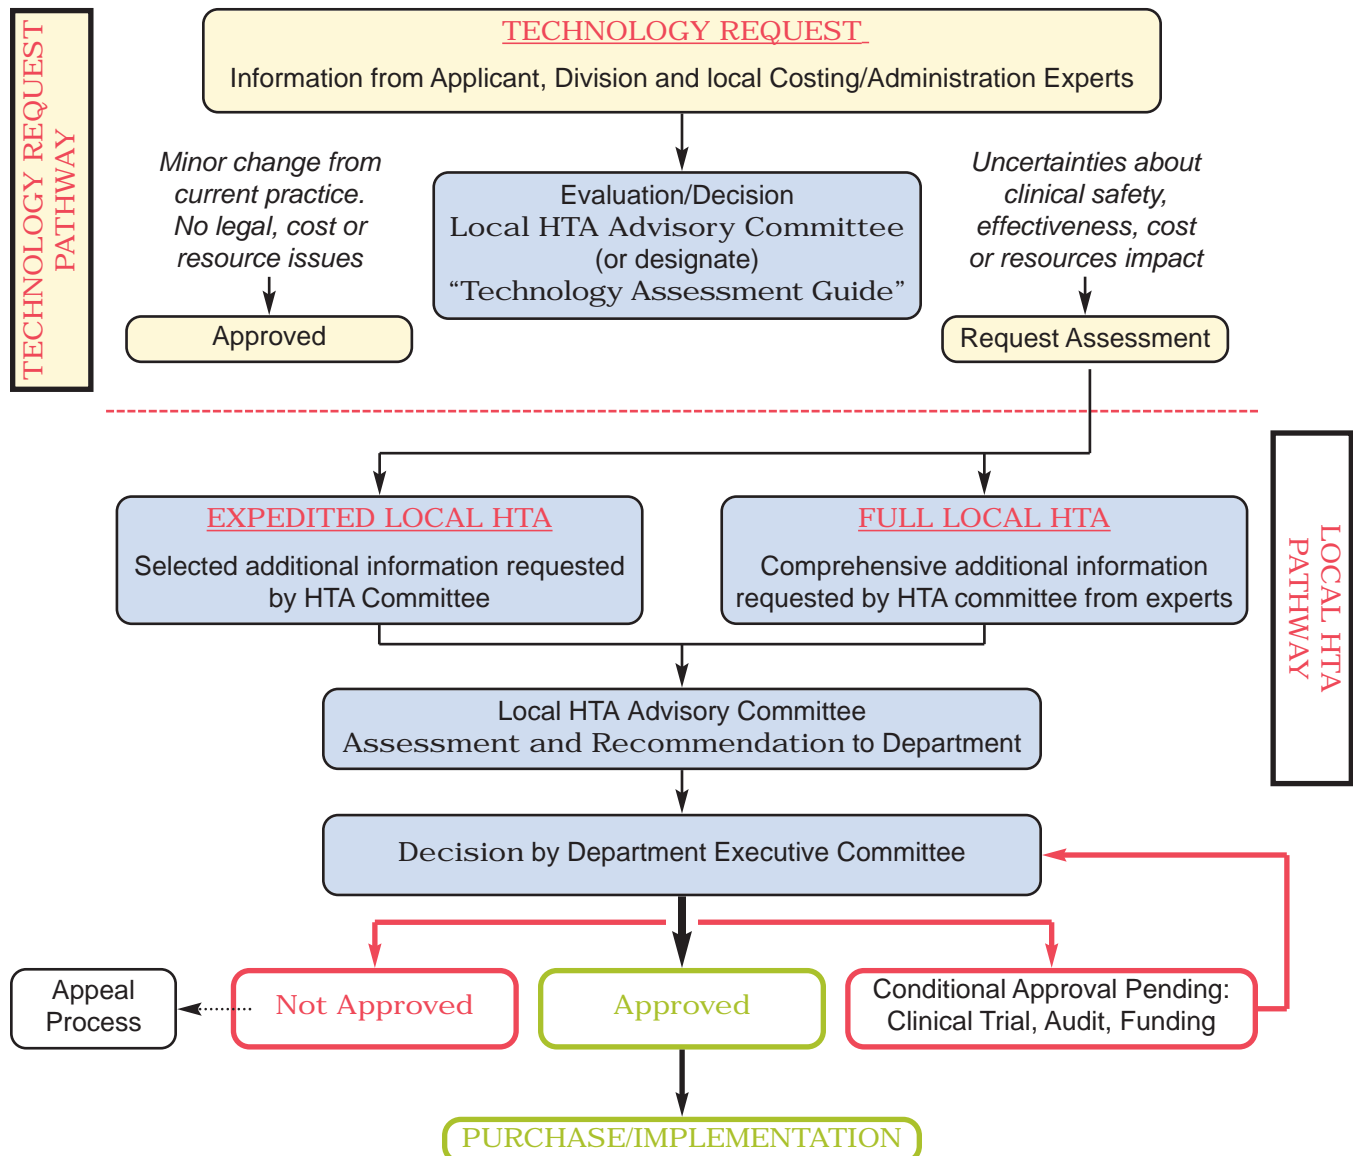 TECHNOLOGY REQUEST
PATHWAY
TECHNOLOGY REQUEST
Information from Applicant, Division and local Costing/Administration Experts
Minor change from
current practice.
No legal, cost or
resource issues
Approved
Evaluation/Decision
Local HTA Advisory Committee
(or designate)
“Technology Assessment Guide”
Uncertainties about
clinical safety,
effectiveness, cost
or resources impact
Request Assessment
LOCAL HTA
PATHWAY
EXPEDITED LOCAL HTA
Selected additional information requested
by HTA Committee
FULL LOCAL HTA
Comprehensive additional information
requested by HTA committee from experts
Local HTA Advisory Committee
Assessment and Recommendation to Department
Decision by Department Executive Committee
Appeal
Process
Not Approved
Approved
Conditional Approval Pending:
Clinical Trial, Audit, Funding
PURCHASE/IMPLEMENTATION